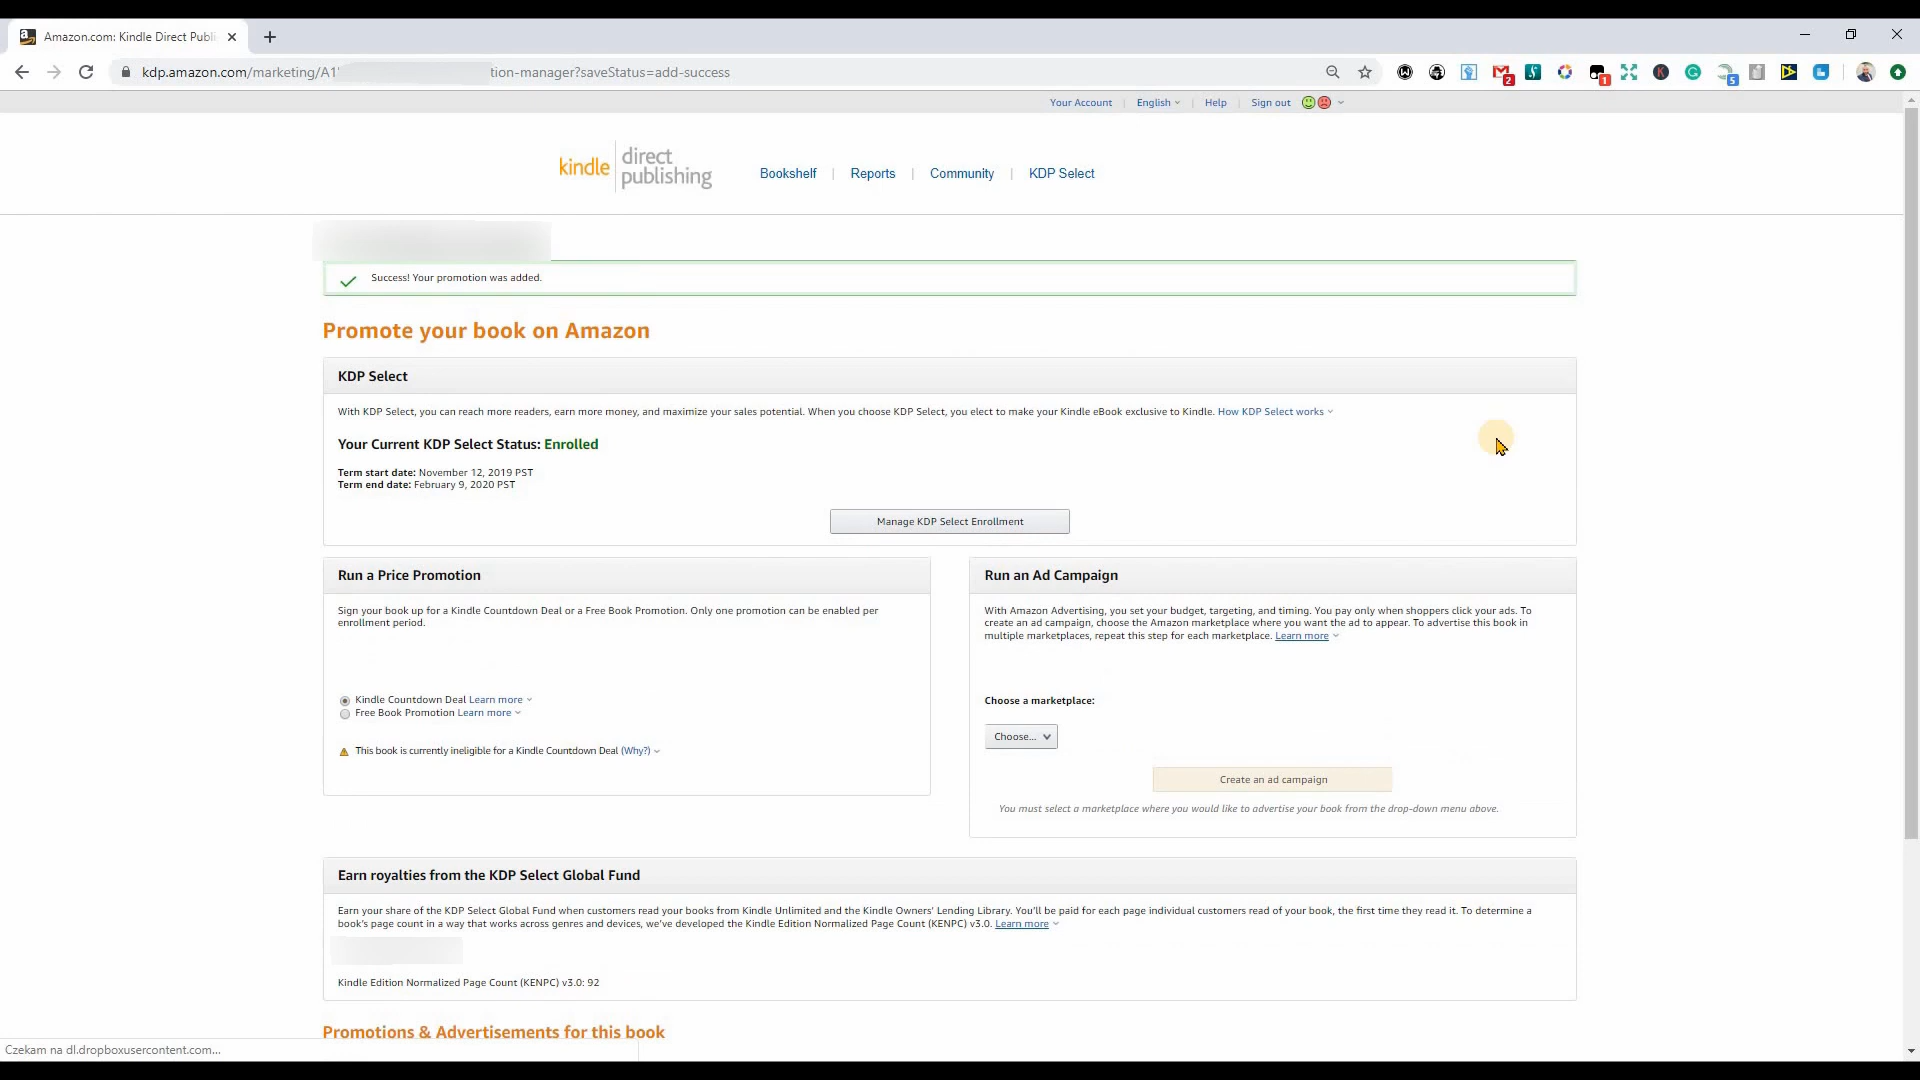 Amazon.com: Kindle Direct Publi
kdp.amazon.com/marketing/A1 tion-manager?saveStatus=add-success
2
1
5
Your Account | English | Help | Sign out
kindle direct publishing
Bookshelf | Reports | Community | KDP Select
Success! Your promotion was added.
Promote your book on Amazon
KDP Select
With KDP Select, you can reach more readers, earn more money, and maximize your sales potential. When you choose KDP Select, you elect to make your Kindle eBook exclusive to Kindle. How KDP Select works
Your Current KDP Select Status: Enrolled
Term start date: November 12, 2019 PST
Term end date: February 9, 2020 PST
Manage KDP Select Enrollment
Run a Price Promotion
Sign your book up for a Kindle Countdown Deal or a Free Book Promotion. Only one promotion can be enabled per
enrollment period.
Kindle Countdown Deal Learn more
Free Book Promotion Learn more
This book is currently ineligible for a Kindle Countdown Deal (Why?)
Run an Ad Campaign
With Amazon Advertising, you set your budget, targeting, and timing. You pay only when shoppers click your ads. To
create an ad campaign, choose the Amazon marketplace where you want the ad to appear. To advertise this book in
multiple marketplaces, repeat this step for each marketplace. Learn more
Choose a marketplace:
Choose...
Create an ad campaign
You must select a marketplace where you would like to advertise your book from the drop-down menu above.
Earn royalties from the KDP Select Global Fund
Earn your share of the KDP Select Global Fund when customers read your books from Kindle Unlimited and the Kindle Owners' Lending Library. You'll be paid for each page individual customers read of your book, the first time they read it. To determine a
book's page count in a way that works across genres and devices, we've developed the Kindle Edition Normalized Page Count (KENPC) v3.0. Learn more
Kindle Edition Normalized Page Count (KENPC) v3.0: 92
Promotions & Advertisements for this book
Czekam na dl.dropboxusercontent.com...